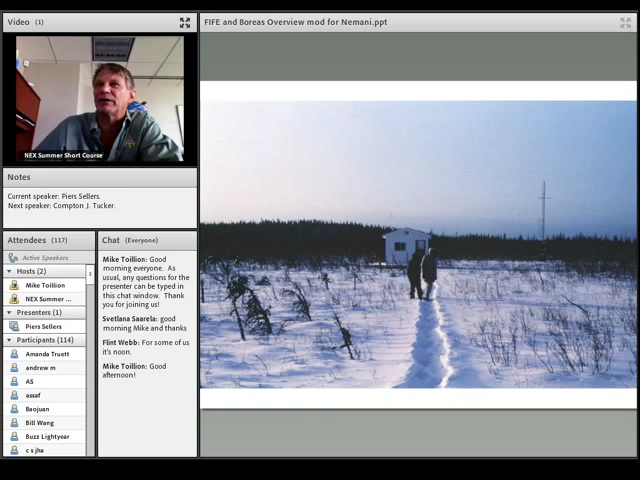 Video (1)
NEX Summer Short Course
Notes
Current speaker: Piers Sellers.
Next speaker: Compton J. Tucker.
Attendees (117)
Active Speakers
Hosts (2)
Mike Toillion
NEX Summer ...
Presenters (1)
Piers Sellers
Participants (114)
Amanda Truett
andrew m
AS
assaf
Baojuan
Bill Wang
Buzz Lightyear
c s jha
Chat (Everyone)
Mike Toillion: Good
morning everyone. As
usual, any questions for the
presenter can be typed in
this chat window. Thank
you for joining us!
Svetlana Saarela: good
morning Mike and thanks
Flint Webb: For some of us
it's noon.
Mike Toillion: Good
afternoon!
FIFE and Boreas Overview mod for Nemani.ppt